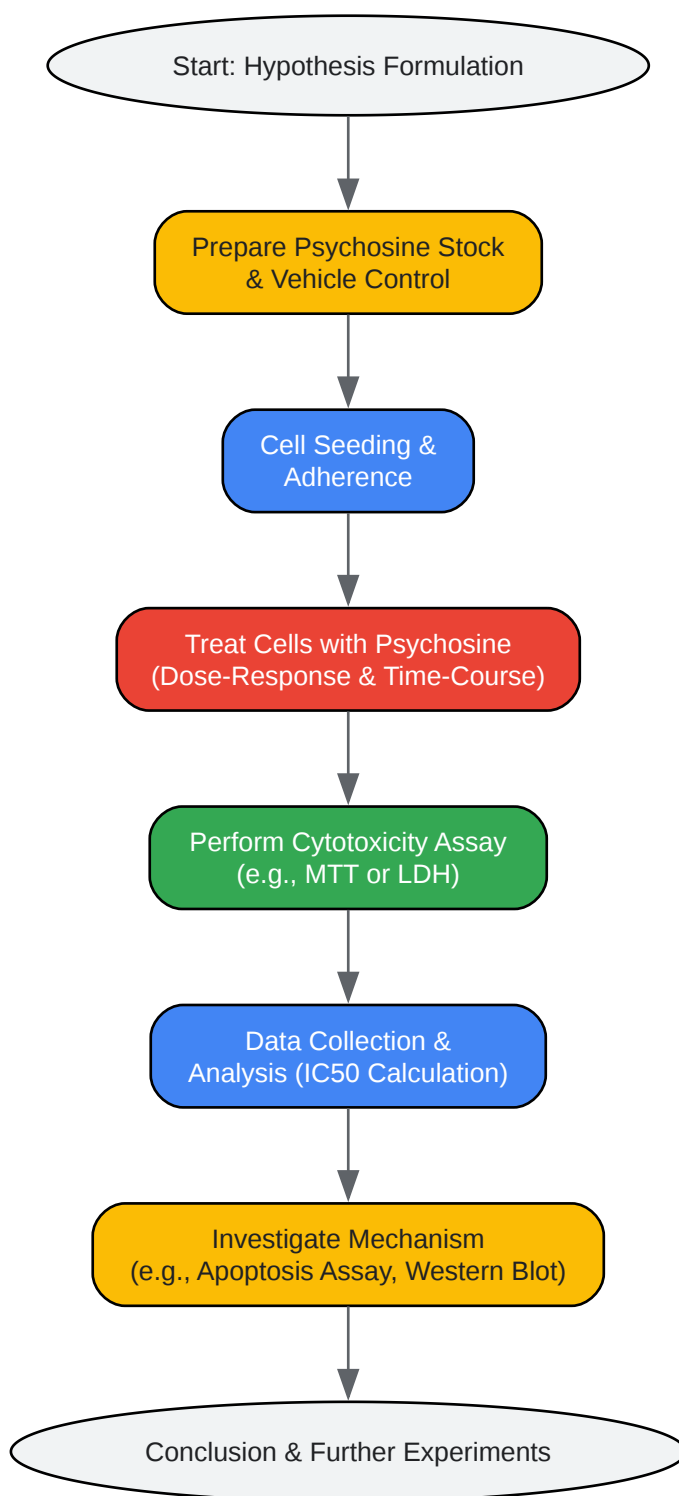 Start: Hypothesis Formulation
Prepare Psychosine Stock
& Vehicle Control
Cell Seeding &
Adherence
Treat Cells with Psychosine
(Dose-Response & Time-Course)
Perform Cytotoxicity Assay
(e.g., MTT or LDH)
Data Collection &
Analysis (IC50 Calculation)
Investigate Mechanism
(e.g., Apoptosis Assay, Western Blot)
Conclusion & Further Experiments